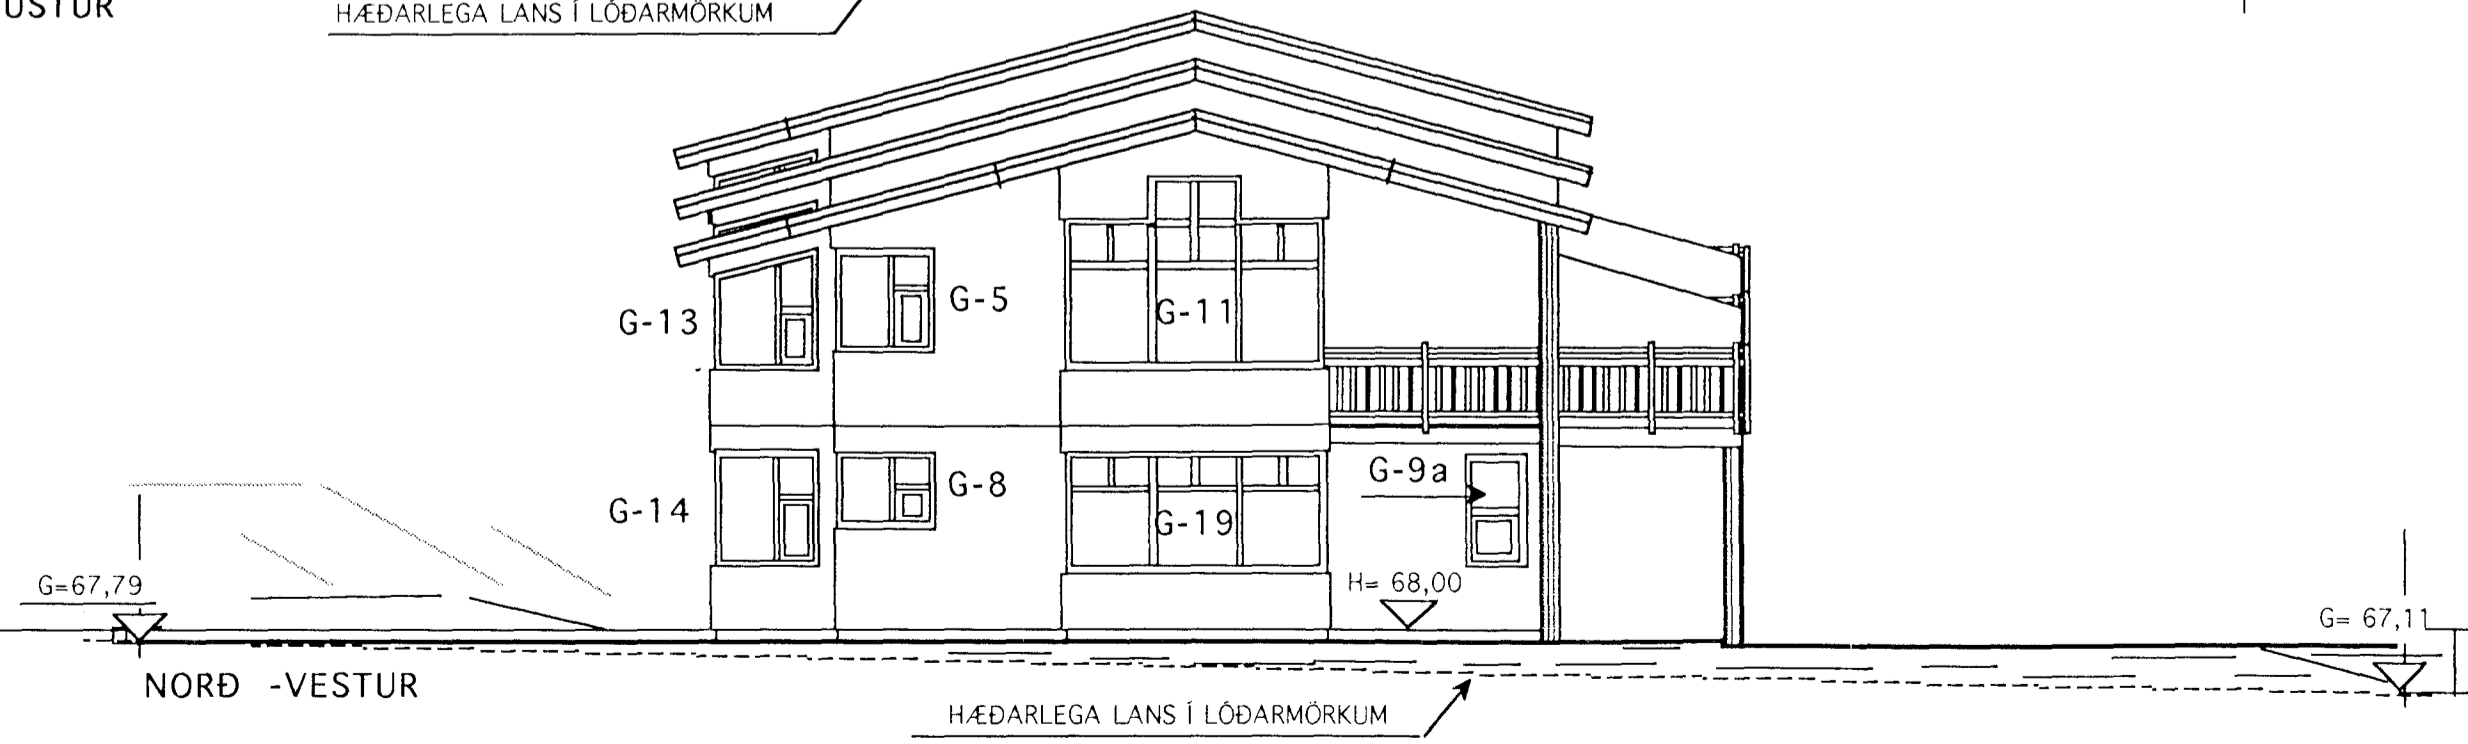 USTUR
HÆÐARLEGA LANS Í LÓÐARMÖRKUM
G-13
G-5
G-11
G-14
G-8
G-19
G-9a
G=67,79
H= 68,00
G= 67,11
NORÐ -VESTUR
HÆÐARLEGA LANS Í LÓÐARMÖRKUM